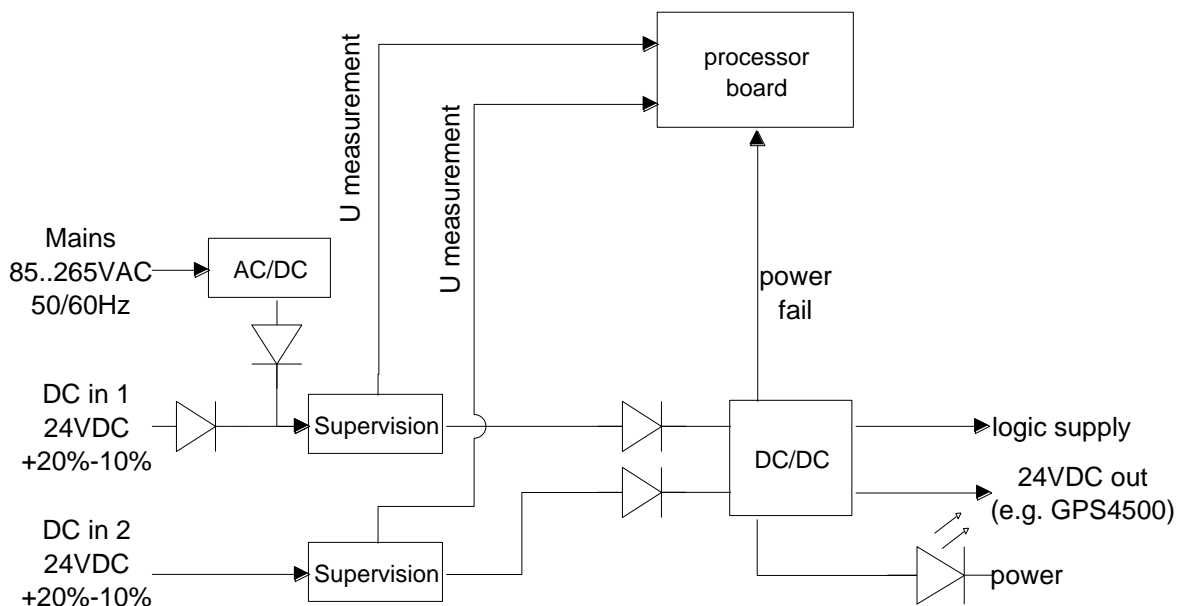 processor
board
U measurement
U measurement
Mains
85..265VAC
50/60Hz
AC/DC
power
fail
DC in 1
24VDC
+20%-10%
Supervision
DC/DC
logic supply
24VDC out
(e.g. GPS4500)
DC in 2
24VDC
+20%-10%
Supervision
power